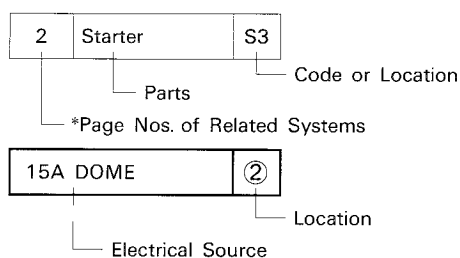 2 Starter S3
Code or Location
Parts
*Page Nos. of Related Systems
15A DOME ②
Location
Electrical Source